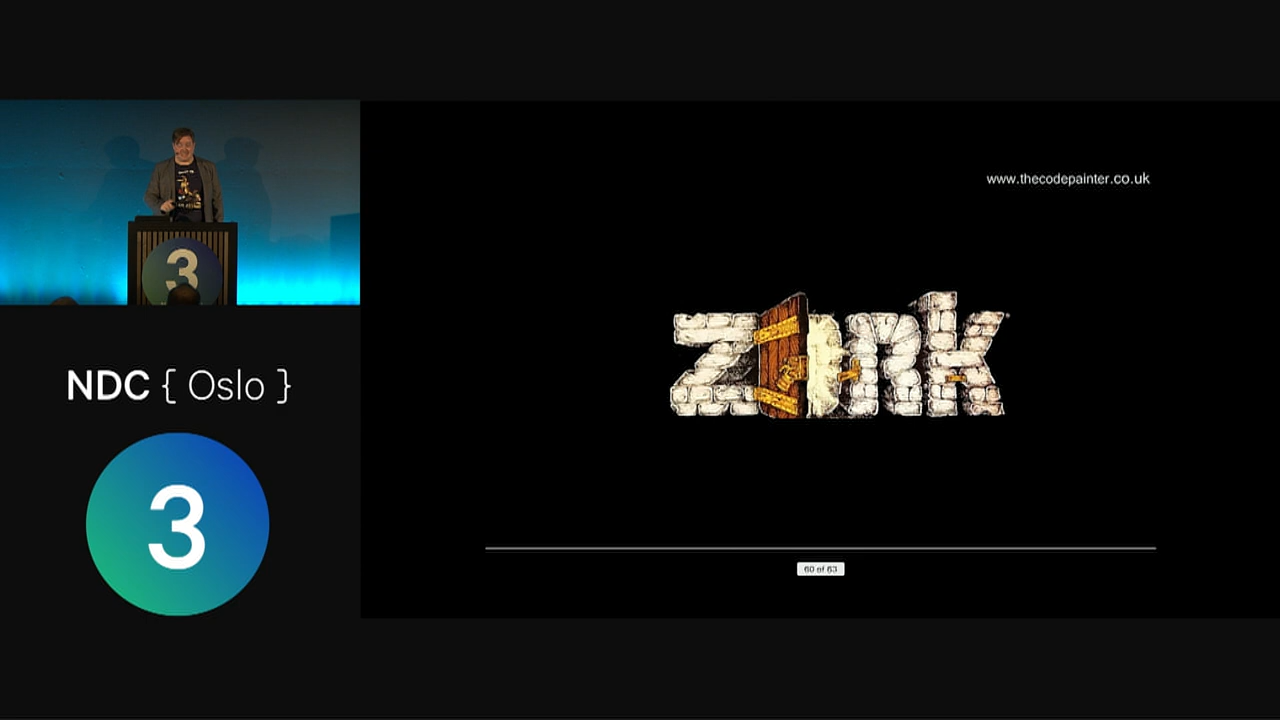 www.thecodepainter.co.uk
3
zork
NDC { Oslo }
3
60 of 63